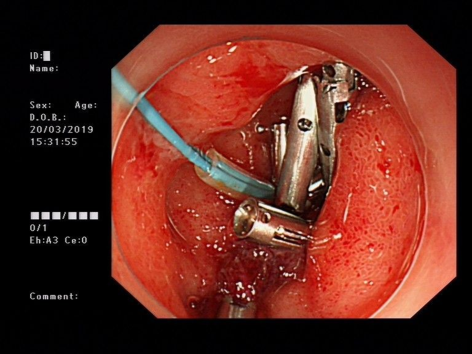 ID:
Name:
Sex: Age:
D.O.B.:
20/03/2019
15:31:55
■■■/■■■
0/1
Eh:A3 Ce:0
Comment: